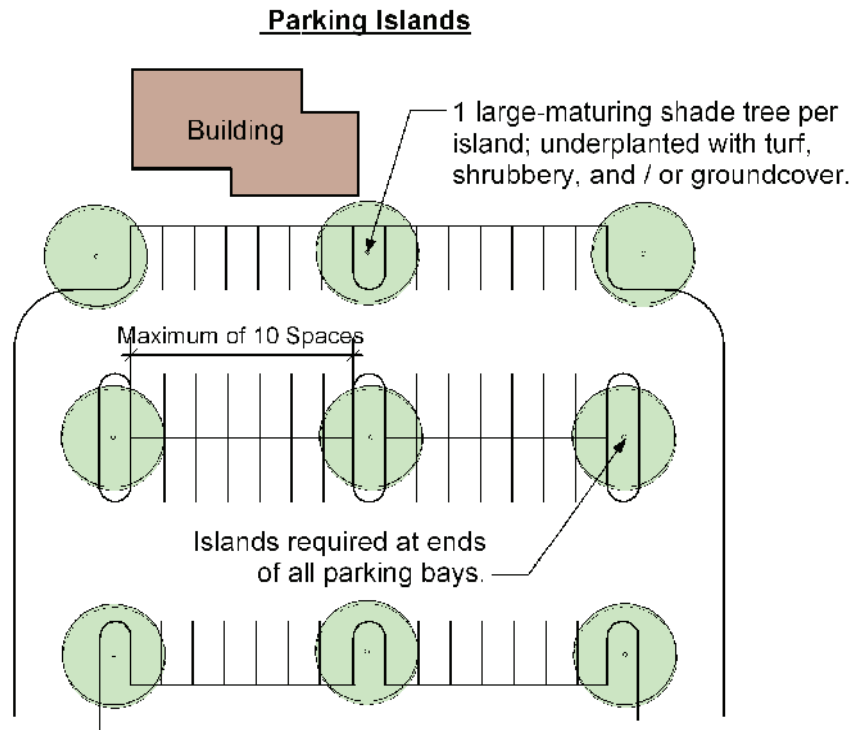 Parking Islands
Building
1 large-maturing shade tree per
island; underplanted with turf,
shrubbery, and / or groundcover.
Maximum of 10 Spaces
Islands required at ends
of all parking bays.